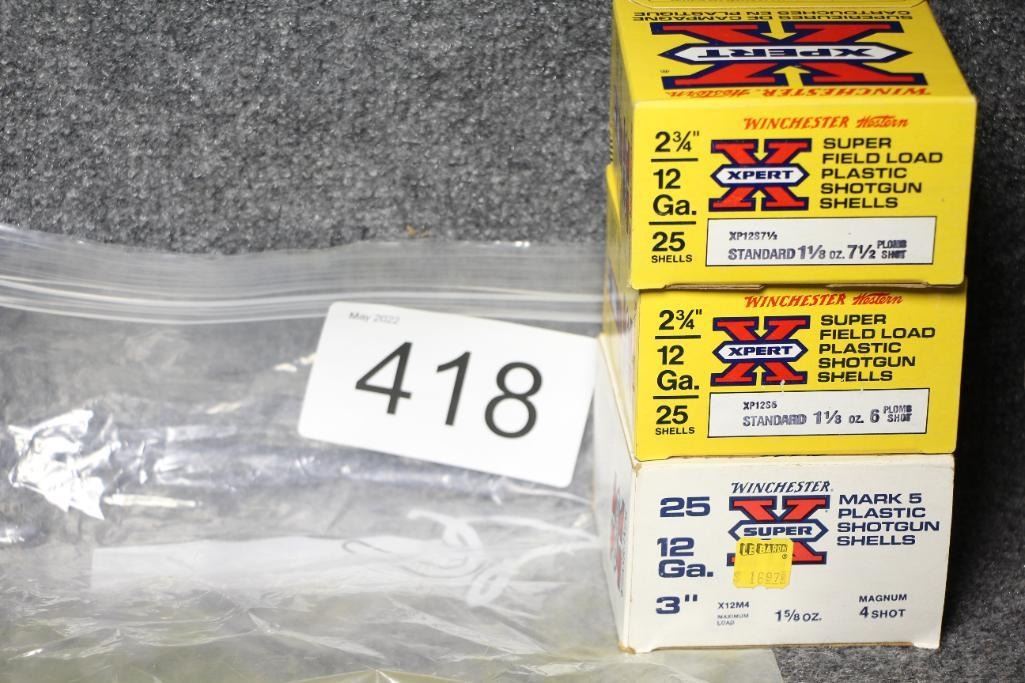 SUPERIEURES DE CAMPAGNE
CARTOUCHES EN PLASTIQUE
XPERT
WINCHESTER Western
WINCHESTER Western
2¾"
12
Ga.
25
SHELLS
XPERT
SUPER
FIELD LOAD
PLASTIC
SHOTGUN
SHELLS
XP12S7½
STANDARD 1⅛ oz. 7½ PLOMB SHOT
WINCHESTER Western
2¾"
12
Ga.
25
SHELLS
XPERT
SUPER
FIELD LOAD
PLASTIC
SHOTGUN
SHELLS
XP12S6
STANDARD 1⅛ oz. 6 PLOMB SHOT
May 2022
418
25
12
Ga.
3"
WINCHESTER
X
SUPER
MARK 5
PLASTIC
SHOTGUN
SHELLS
LE BARON
X12M4
MAXIMUM
LOAD
1⅝ OZ.
MAGNUM
4 SHOT